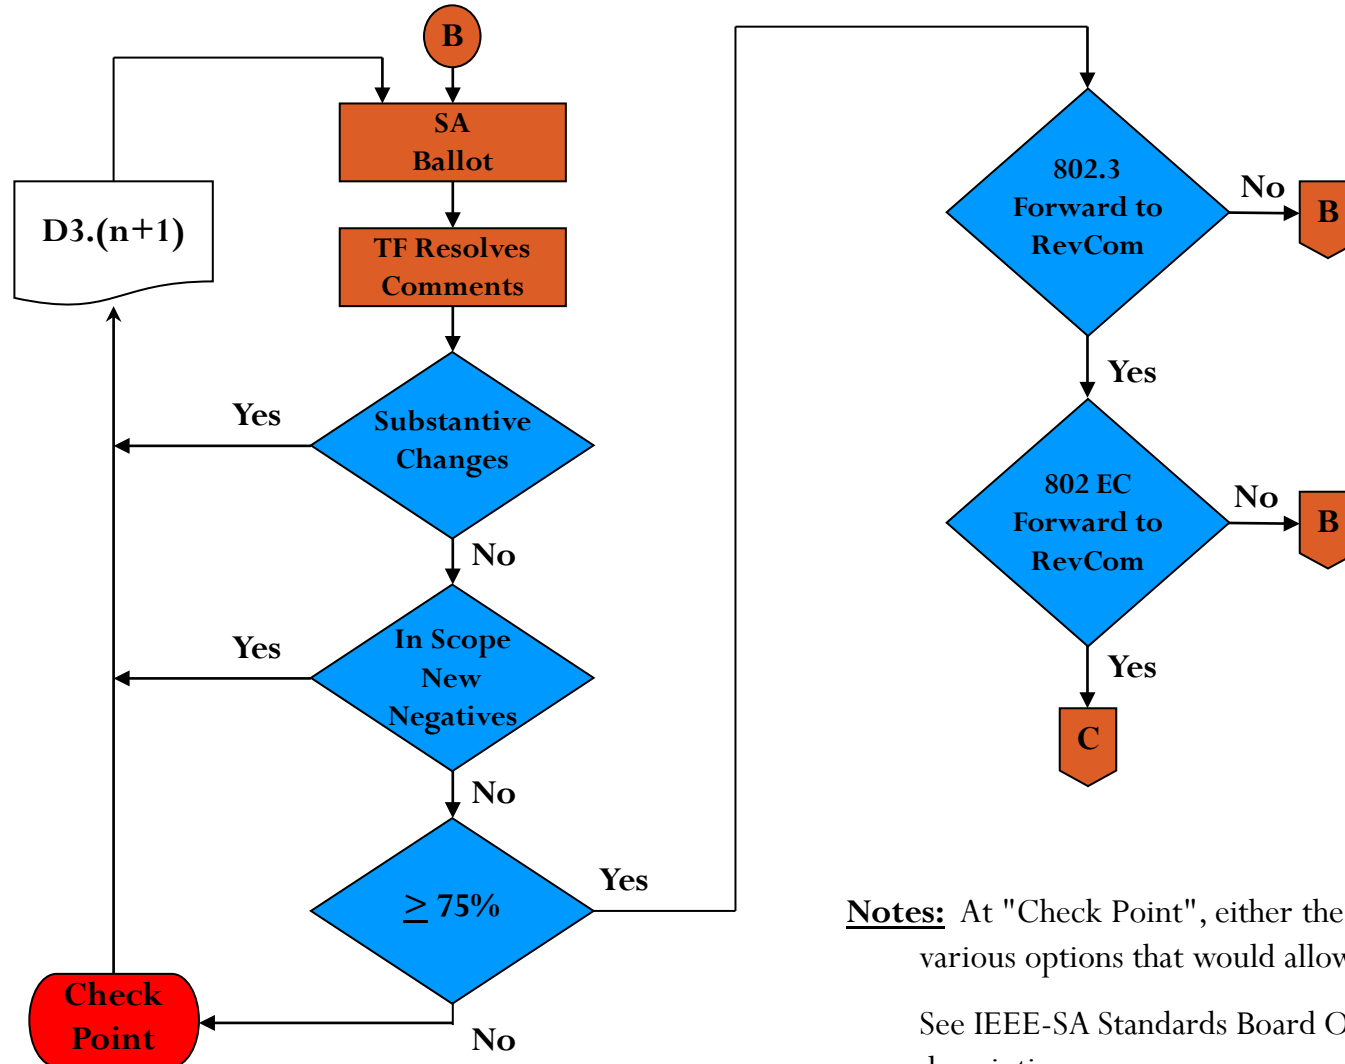 B
SA
Ballot
D3.(n+1)
TF Resolves
Comments
Substantive
Changes
Yes
No
In Scope
New
Negatives
Yes
No
≥ 75%
Yes
No
Check
Point
802.3
Forward to
RevCom
No
B
Yes
802 EC
Forward to
RevCom
No
B
Yes
C
Notes: At "Check Point", either the
various options that would allow
See IEEE-SA Standards Board O